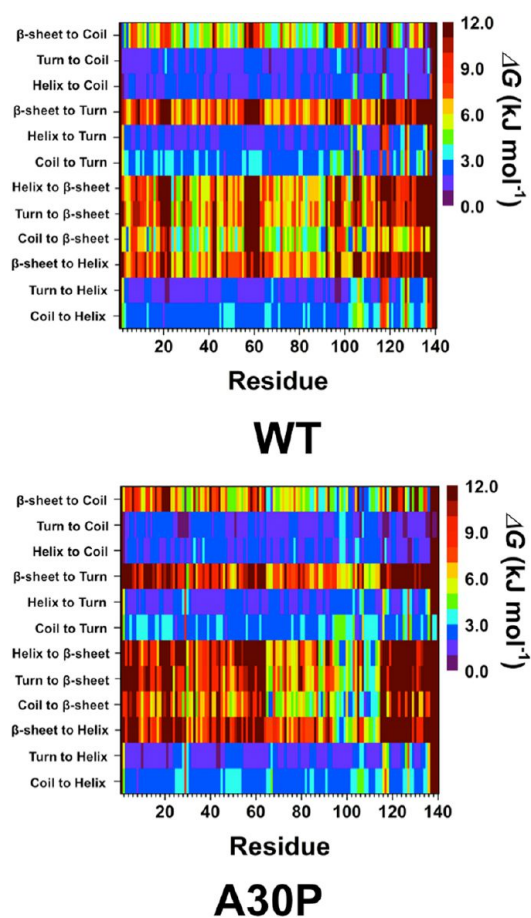 β-sheet to Coil
Turn to Coil
Helix to Coil
β-sheet to Turn
Helix to Turn
Coil to Turn
Helix to β-sheet
Turn to β-sheet
Coil to β-sheet
β-sheet to Helix
Turn to Helix
Coil to Helix
20 40 60 80 100 120 140
Residue
12.0
9.0
6.0
3.0
0.0
ΔG (kJ mol⁻¹)
WT
β-sheet to Coil
Turn to Coil
Helix to Coil
β-sheet to Turn
Helix to Turn
Coil to Turn
Helix to β-sheet
Turn to β-sheet
Coil to β-sheet
β-sheet to Helix
Turn to Helix
Coil to Helix
20 40 60 80 100 120 140
Residue
12.0
9.0
6.0
3.0
0.0
ΔG (kJ mol⁻¹)
A30P